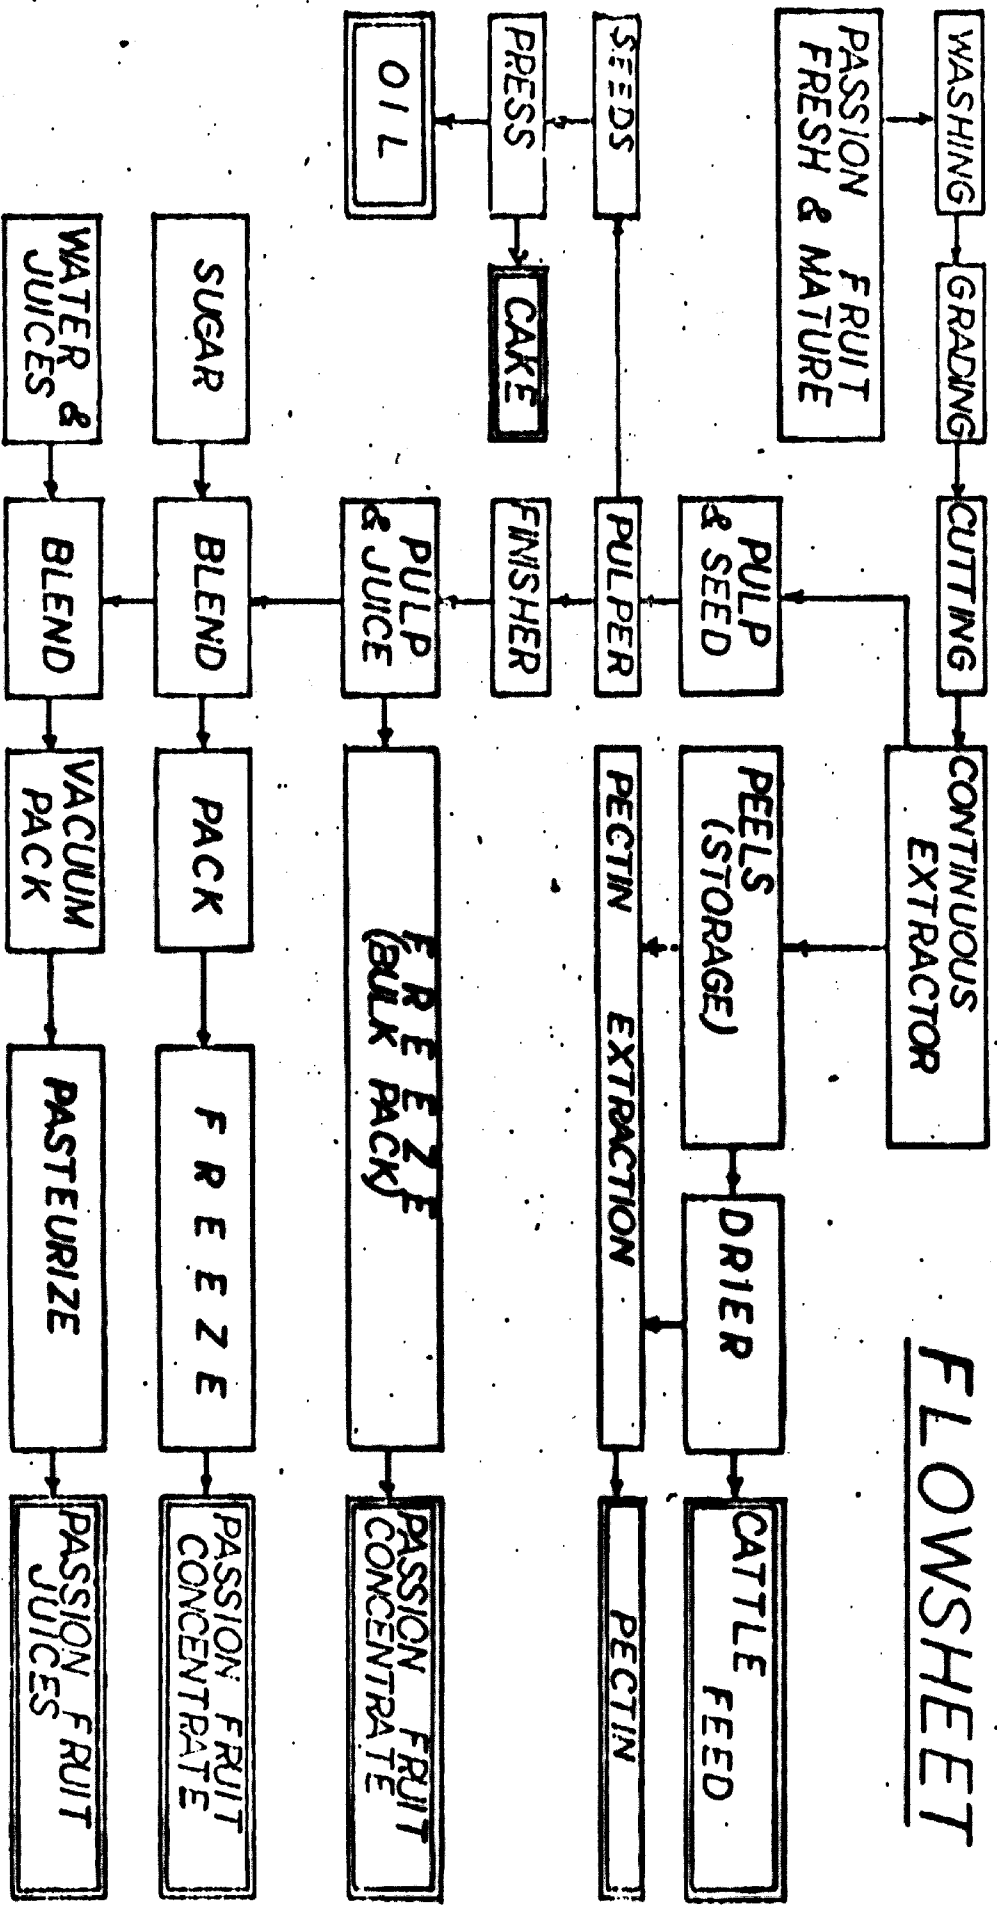 FLOWSHEET
WASHING
GRADING
CUTTING
CONTINUOUS
EXTRACTOR
PASSION FRUIT
FRESH & MATURE
PULP
& SEED
PEELS
(STORAGE)
DRIER
CATTLE
FEED
SEEDS
PULPER
PECTIN EXTRACTION
PECTIN
PRESS
CAKE
FINISHER
OIL
PULP
& JUICE
FREEZE
(BULK PACK)
PASSION FRUIT
CONCENTRATE
SUGAR
BLEND
PACK
FREEZE
PASSION FRUIT
CONCENTRATE
WATER &
JUICES
BLEND
VACUUM
PACK
PASTEURIZE
PASSION FRUIT
JUICES